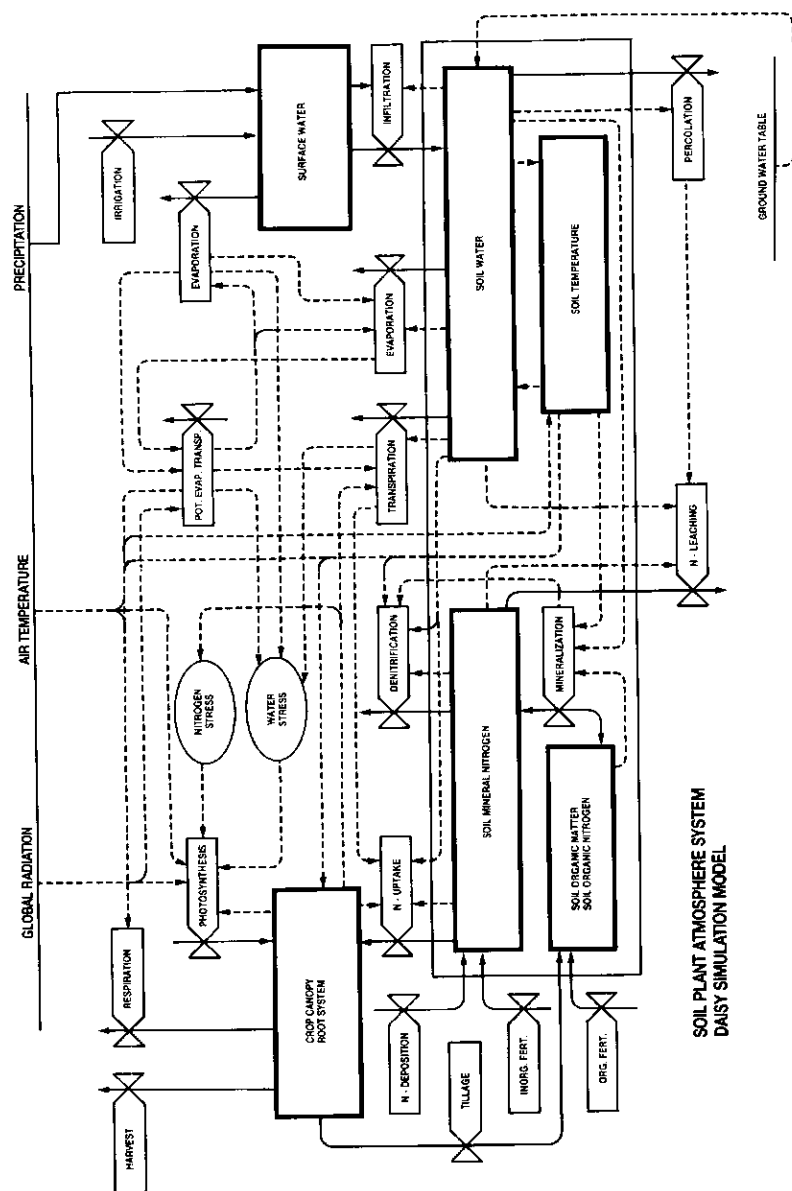 GLOBAL RADIATION
AIR TEMPERATURE
PRECIPITATION
HARVEST
RESPIRATION
PHOTOSYNTHESIS
NITROGEN
STRESS
WATER
STRESS
POT. EVAP. TRANSP.
EVAPORATION
IRRIGATION
CROP CANOPY
ROOT SYSTEM
SURFACE WATER
N - DEPOSITION
N - UPTAKE
DENITRIFICATION
TRANSPIRATION
EVAPORATION
INFILTRATION
TILLAGE
INORG. FERT.
SOIL MINERAL NITROGEN
SOIL WATER
ORG. FERT.
SOIL ORGANIC MATTER
SOIL ORGANIC NITROGEN
MINERALIZATION
SOIL TEMPERATURE
N - LEACHING
PERCOLATION
GROUND WATER TABLE
SOIL PLANT ATMOSPHERE SYSTEM
DAISY SIMULATION MODEL